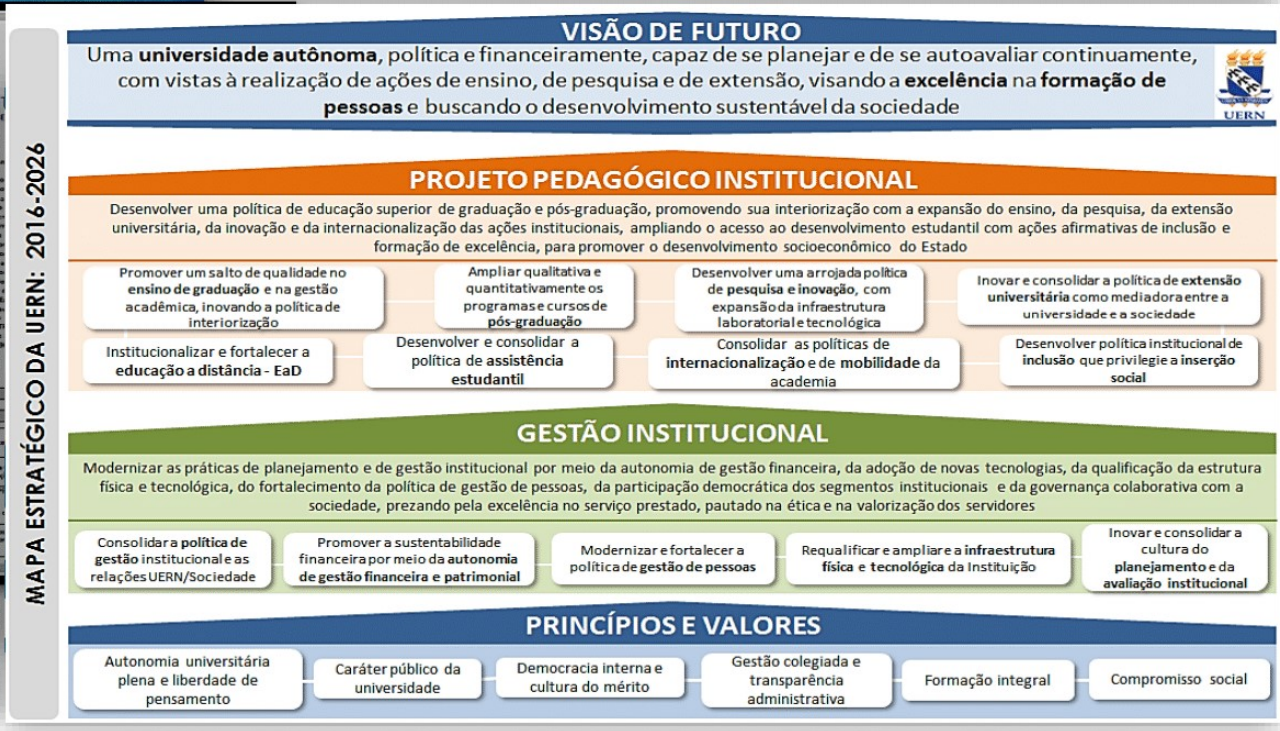 MAPA ESTRATÉGICO DA UERN: 2016-2026
VISÃO DE FUTURO
Uma universidade autônoma, política e financeiramente, capaz de se planejar e de se autoavaliar continuamente,
com vistas à realização de ações de ensino, de pesquisa e de extensão, visando a excelência na formação de
pessoas e buscando o desenvolvimento sustentável da sociedade
UERN
PROJETO PEDAGÓGICO INSTITUCIONAL
Desenvolver uma política de educação superior de graduação e pós-graduação, promovendo sua interiorização com a expansão do ensino, da pesquisa, da extensão
universitária, da inovação e da internacionalização das ações institucionais, ampliando o acesso ao desenvolvimento estudantil com ações afirmativas de inclusão e
formação de excelência, para promover o desenvolvimento socioeconômico do Estado
Promover um salto de qualidade no
ensino de graduação e na gestão
acadêmica, inovando a política de
interiorização
Ampliar qualitativa e
quantitativamente os
programas e cursos de
pós-graduação
Desenvolver uma arrojada política
de pesquisa e inovação, com
expansão da infraestrutura
laboratorial e tecnológica
Inovar e consolidar a política de extensão
universitária como mediadora entre a
universidade e a sociedade
Institucionalizar e fortalecer a
educação a distância - EaD
Desenvolver e consolidar a
política de assistência
estudantil
Consolidar as políticas de
internacionalização e de mobilidade da
academia
Desenvolver política institucional de
inclusão que privilegie a inserção
social
GESTÃO INSTITUCIONAL
Modernizar as práticas de planejamento e de gestão institucional por meio da autonomia de gestão financeira, da adoção de novas tecnologias, da qualificação da estrutura
física e tecnológica, do fortalecimento da política de gestão de pessoas, da participação democrática dos segmentos institucionais e da governança colaborativa com a
sociedade, prezando pela excelência no serviço prestado, pautado na ética e na valorização dos servidores
Consolidar a política de
gestão institucional e as
relações UERN/Sociedade
Promover a sustentabilidade
financeira por meio da autonomia
de gestão financeira e patrimonial
Modernizar e fortalecer a
política de gestão de pessoas
Requalificar e ampliar e a infraestrutura
física e tecnológica da Instituição
Inovar e consolidar a
cultura do
planejamento e da
avaliação institucional
PRINCÍPIOS E VALORES
Autonomia universitária
plena e liberdade de
pensamento
Caráter público da
universidade
Democracia interna e
cultura do mérito
Gestão colegiada e
transparência
administrativa
Formação integral
Compromisso social